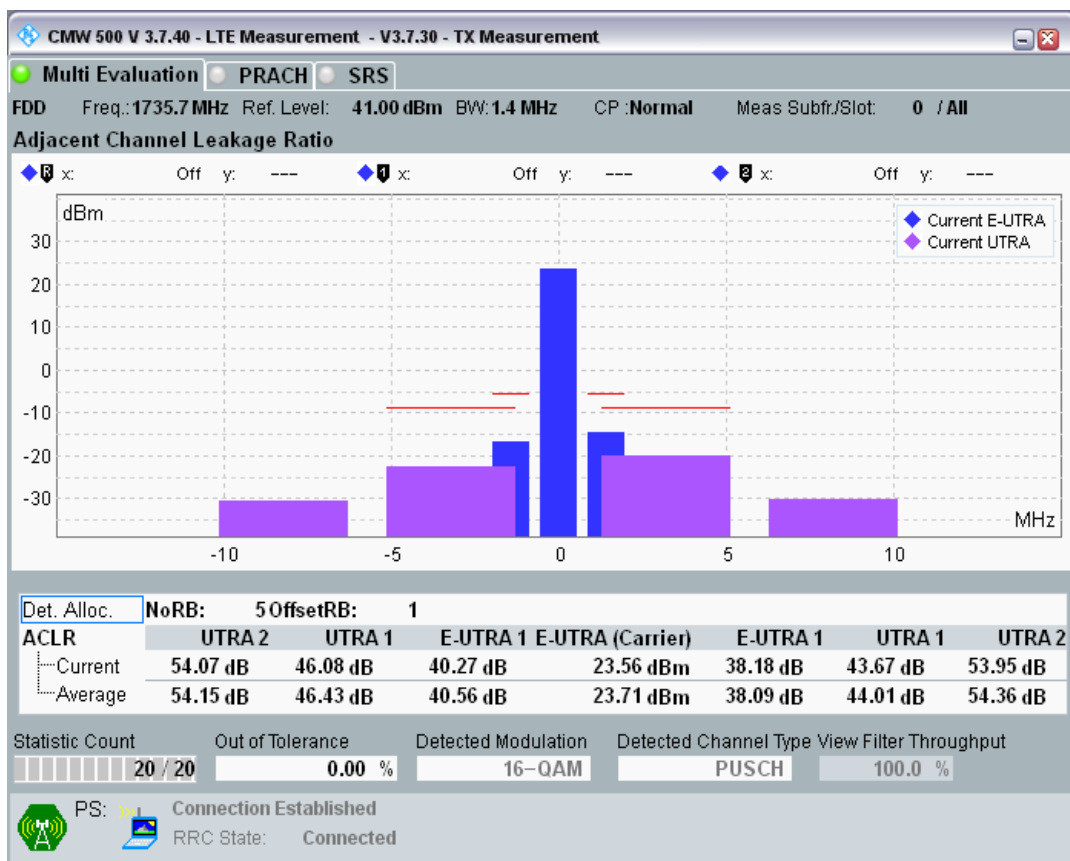 CMW 500 V 3.7.40 - LTE Measurement - V3.7.30 - TX Measurement
Multi Evaluation PRACH SRS
FDD Freq.: 1735.7 MHz Ref. Level: 41.00 dBm BW: 1.4 MHz CP :Normal Meas Subfr./Slot: 0 / All
Adjacent Channel Leakage Ratio
R x: Off y: --- 1 x: Off y: --- 2 x: Off y: ---
dBm
Current E-UTRA
Current UTRA
30
20
10
0
-10
-20
-30
MHz
-10 -5 0 5 10
Det. Alloc. NoRB: 5 OffsetRB: 1
ACLR UTRA 2 UTRA 1 E-UTRA 1 E-UTRA (Carrier) E-UTRA 1 UTRA 1 UTRA 2
Current 54.07 dB 46.08 dB 40.27 dB 23.56 dBm 38.18 dB 43.67 dB 53.95 dB
Average 54.15 dB 46.43 dB 40.56 dB 23.71 dBm 38.09 dB 44.01 dB 54.36 dB
Statistic Count Out of Tolerance Detected Modulation Detected Channel Type View Filter Throughput
20 / 20 0.00 % 16-QAM PUSCH 100.0 %
PS: Connection Established
RRC State: Connected